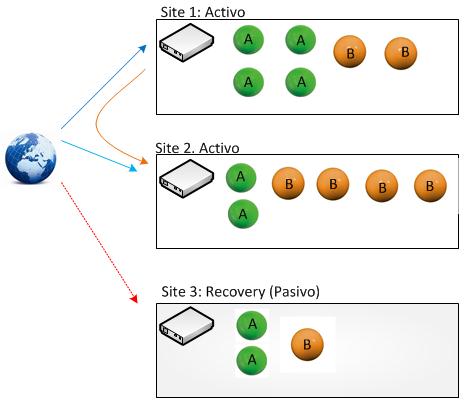 Site 1: Activo
A A B B
A A
Site 2. Activo
A B B B B
A
Site 3: Recovery (Pasivo)
A
B
A